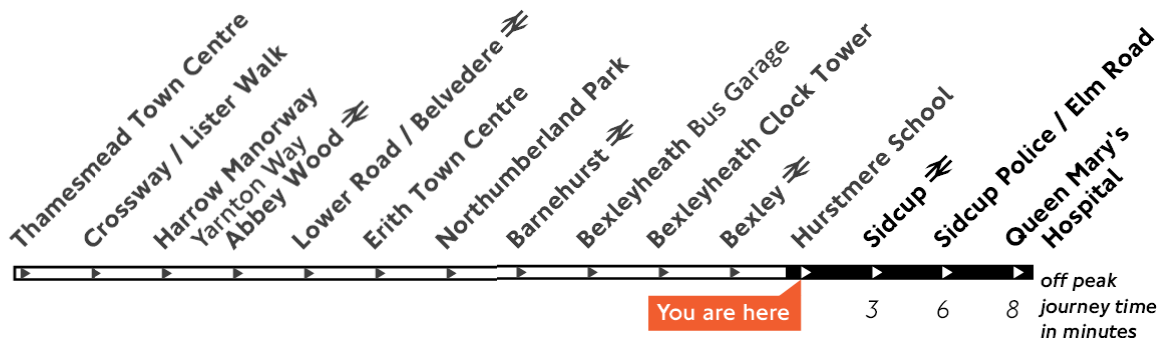 Thamesmead Town Centre
Crossway / Lister Walk
Harrow Manorway
Yarnton Way
Abbey Wood
Lower Road / Belvedere
Erith Town Centre
Northumberland Park
Barnehurst
Bexleyheath Bus Garage
Bexleyheath Clock Tower
Bexley
Hurstmere School
Sidcup
Sidcup Police / Elm Road
Queen Mary's
Hospital
You are here
3 6 8
off peak
journey time
in minutes